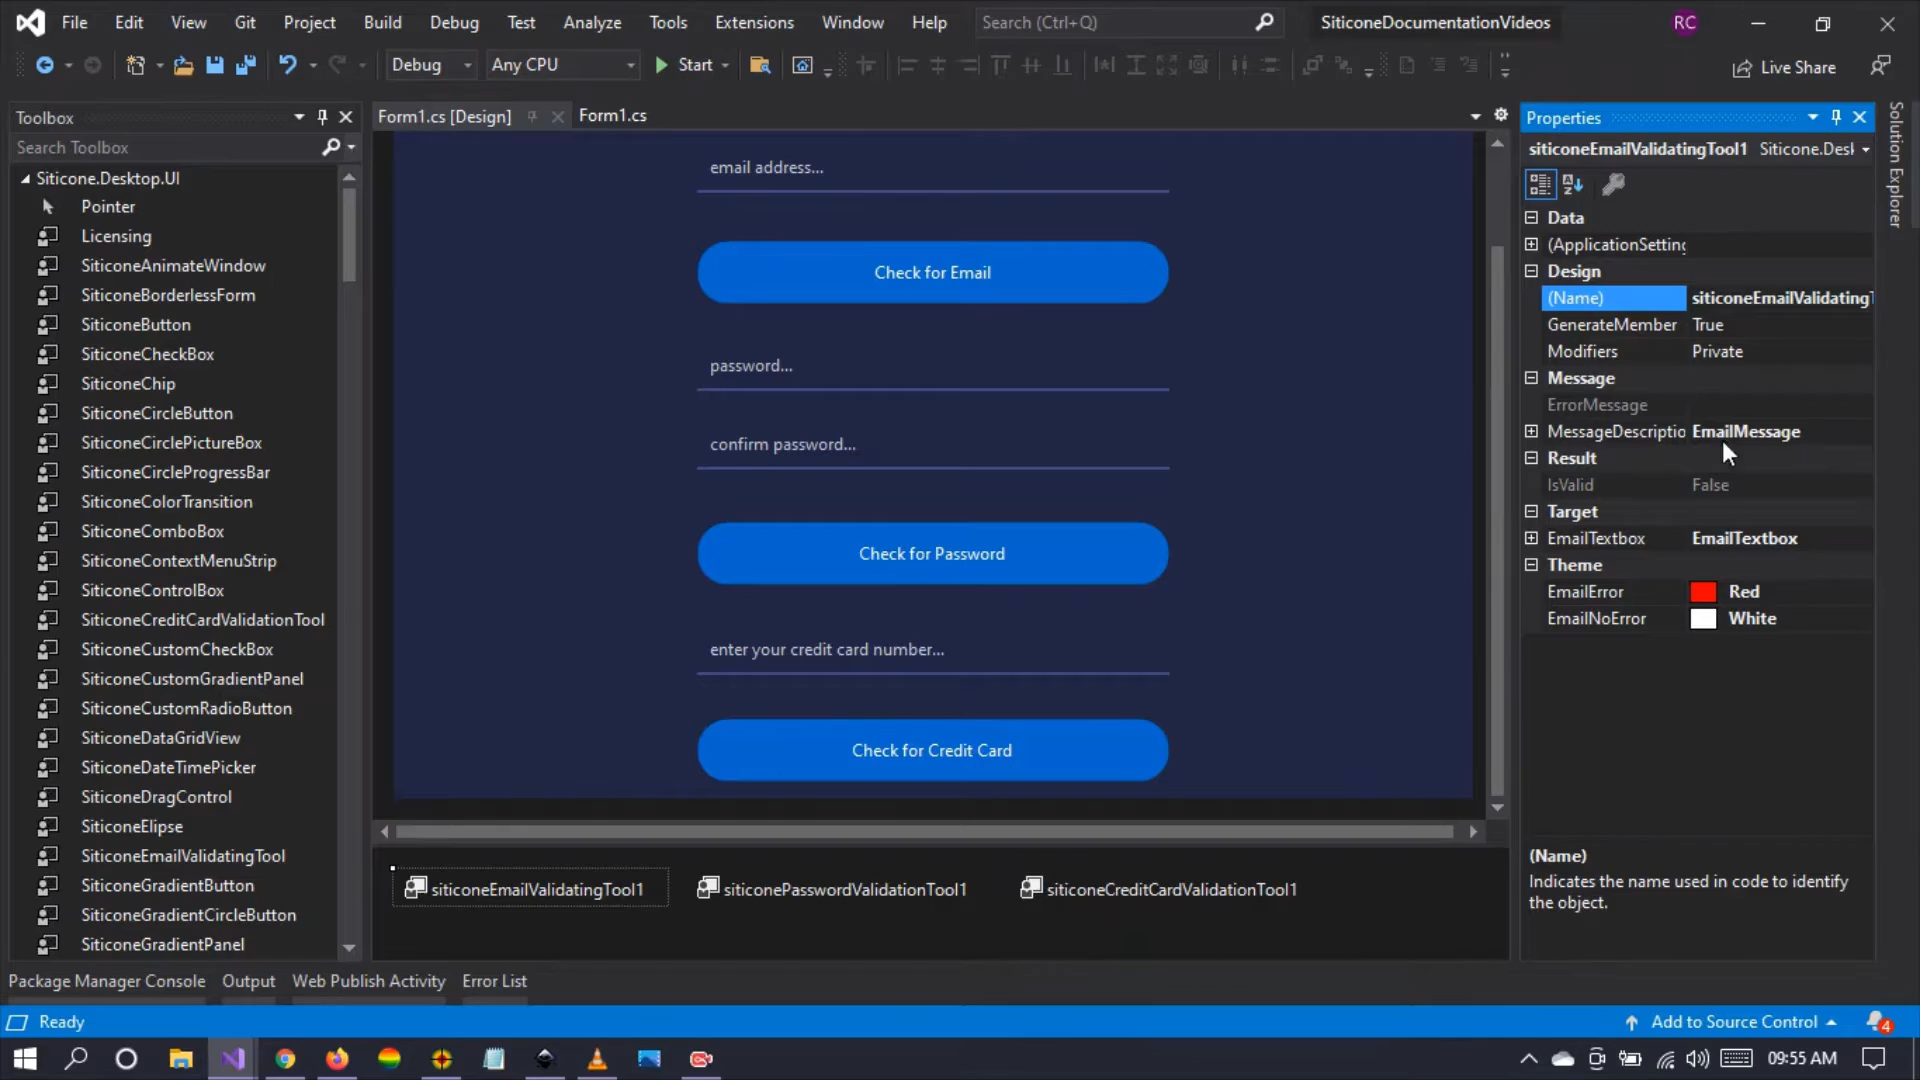 File Edit View Git Project Build Debug Test Analyze Tools Extensions Window Help Search (Ctrl+Q) SiticoneDocumentationVideos RC
Debug Any CPU Start Live Share
Toolbox
Search Toolbox
Siticone.Desktop.UI
Pointer
Licensing
SiticoneAnimateWindow
SiticoneBorderlessForm
SiticoneButton
SiticoneCheckBox
SiticoneChip
SiticoneCircleButton
SiticoneCirclePictureBox
SiticoneCircleProgressBar
SiticoneColorTransition
SiticoneComboBox
SiticoneContextMenuStrip
SiticoneControlBox
SiticoneCreditCardValidationTool
SiticoneCustomCheckBox
SiticoneCustomGradientPanel
SiticoneCustomRadioButton
SiticoneDataGridView
SiticoneDateTimePicker
SiticoneDragControl
SiticoneElipse
SiticoneEmailValidatingTool
SiticoneGradientButton
SiticoneGradientCircleButton
SiticoneGradientPanel
Form1.cs [Design] Form1.cs
email address...
Check for Email
password...
confirm password...
Check for Password
enter your credit card number...
Check for Credit Card
siticoneEmailValidatingTool1 siticonePasswordValidationTool1 siticoneCreditCardValidationTool1
Properties
siticoneEmailValidatingTool1 Siticone.Desk
Data
(ApplicationSetting
Design
(Name) siticoneEmailValidatingT
GenerateMember True
Modifiers Private
Message
ErrorMessage
MessageDescriptio EmailMessage
Result
IsValid False
Target
EmailTextbox EmailTextbox
Theme
EmailError Red
EmailNoError White
(Name)
Indicates the name used in code to identify
the object.
Solution Explorer
Package Manager Console Output Web Publish Activity Error List
Ready Add to Source Control 4
09:55 AM